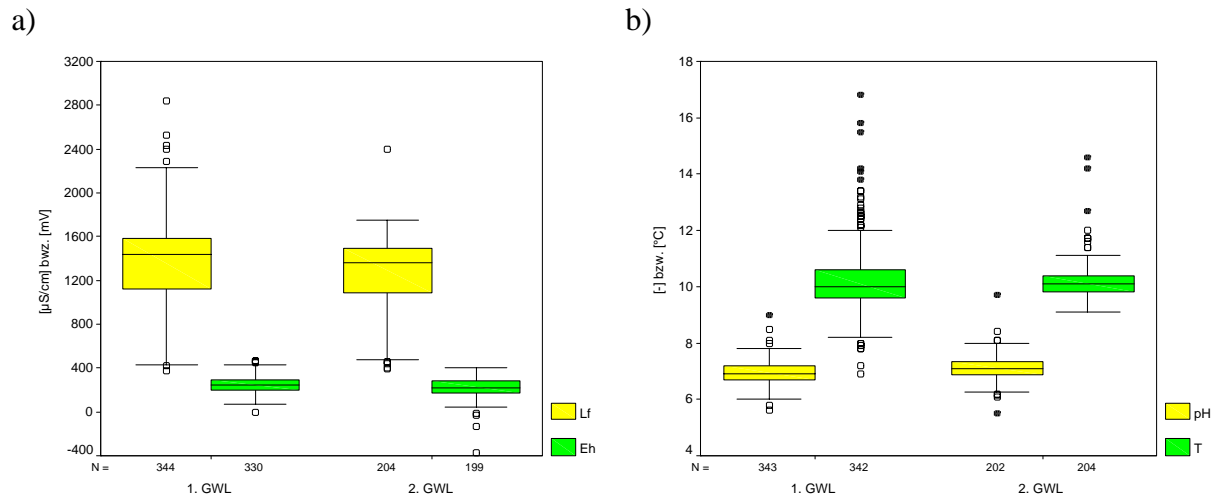 a)
3200
2800
2400
2000
1600
1200
800
400
0
-400
[µS/cm] bwz. [mV]
N = 344 330 204 199
1. GWL 2. GWL
Lf
Eh
b)
18
16
14
12
10
8
6
4
[-] bzw. [°C]
N = 343 342 202 204
1. GWL 2. GWL
pH
T